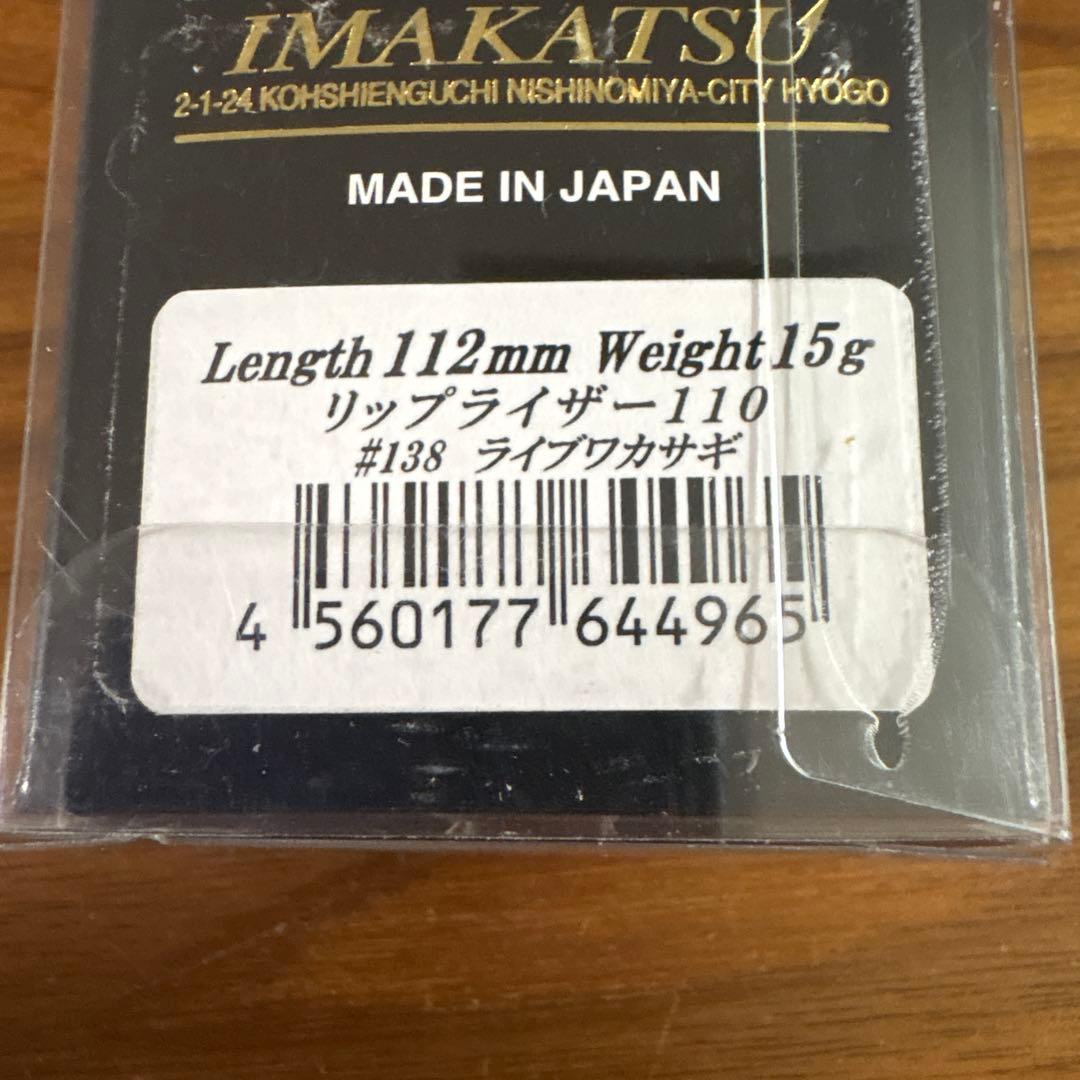 IMAKATSU
2-1-24 KOHSHIENGUCHI NISHINOMIYA-CITY HYOGO
MADE IN JAPAN
Length 112mm Weight 15g
リップライザー110
#138 ライブワカサギ
4 560177 644965